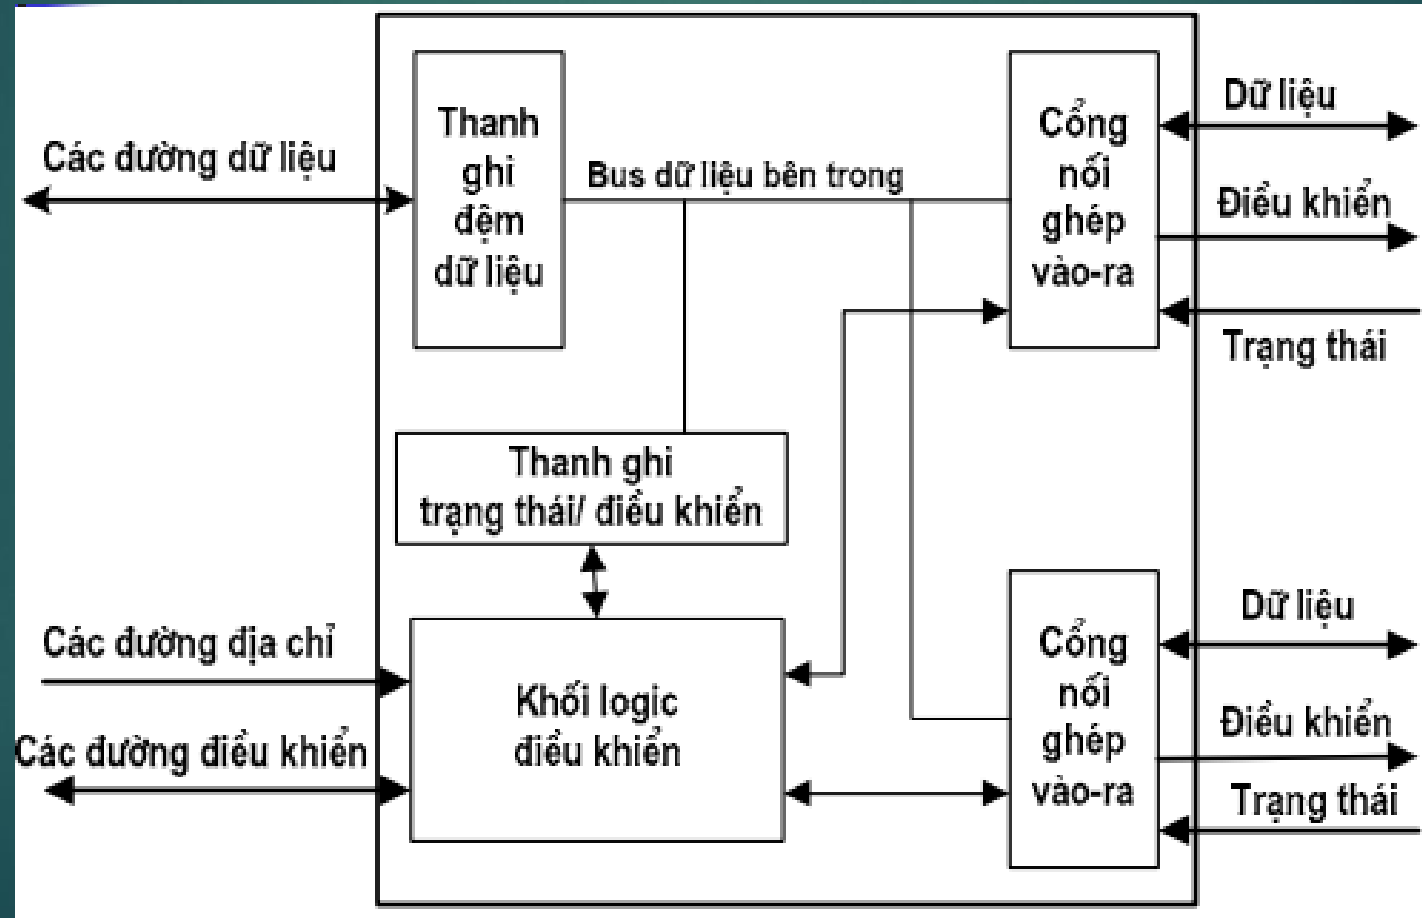 Các đường dữ liệu
Thanh
ghi
đệm
dữ liệu
Bus dữ liệu bên trong
Cổng
nối
ghép
vào-ra
Dữ liệu
Điều khiển
Trạng thái
Thanh ghi
trạng thái/ điều khiển
Các đường địa chỉ
Các đường điều khiển
Khối logic
điều khiển
Cổng
nối
ghép
vào-ra
Dữ liệu
Điều khiển
Trạng thái